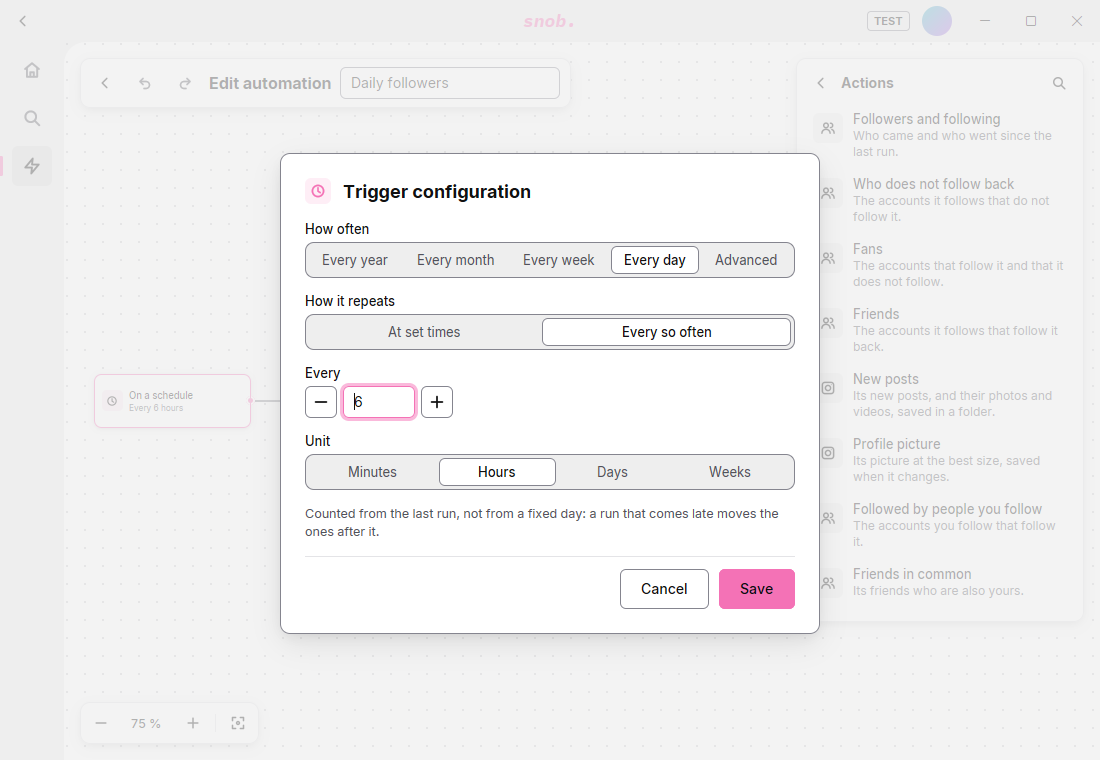 snob.
TEST
Edit automation
Daily followers
Actions
Followers and following
Who came and who went since the
last run.
Who does not follow back
The accounts it follows that do not
follow it.
Fans
The accounts that follow it and that it
does not follow.
Friends
The accounts it follows that follow it
back.
New posts
Its new posts, and their photos and
videos, saved in a folder.
Profile picture
Its picture at the best size, saved
when it changes.
Followed by people you follow
The accounts you follow that follow
it.
Friends in common
Its friends who are also yours.
On a schedule
Every 6 hours
Trigger configuration
How often
Every year
Every month
Every week
Every day
Advanced
How it repeats
At set times
Every so often
Every
6
Unit
Minutes
Hours
Days
Weeks
Counted from the last run, not from a fixed day: a run that comes late moves the
ones after it.
Cancel
Save
75 %